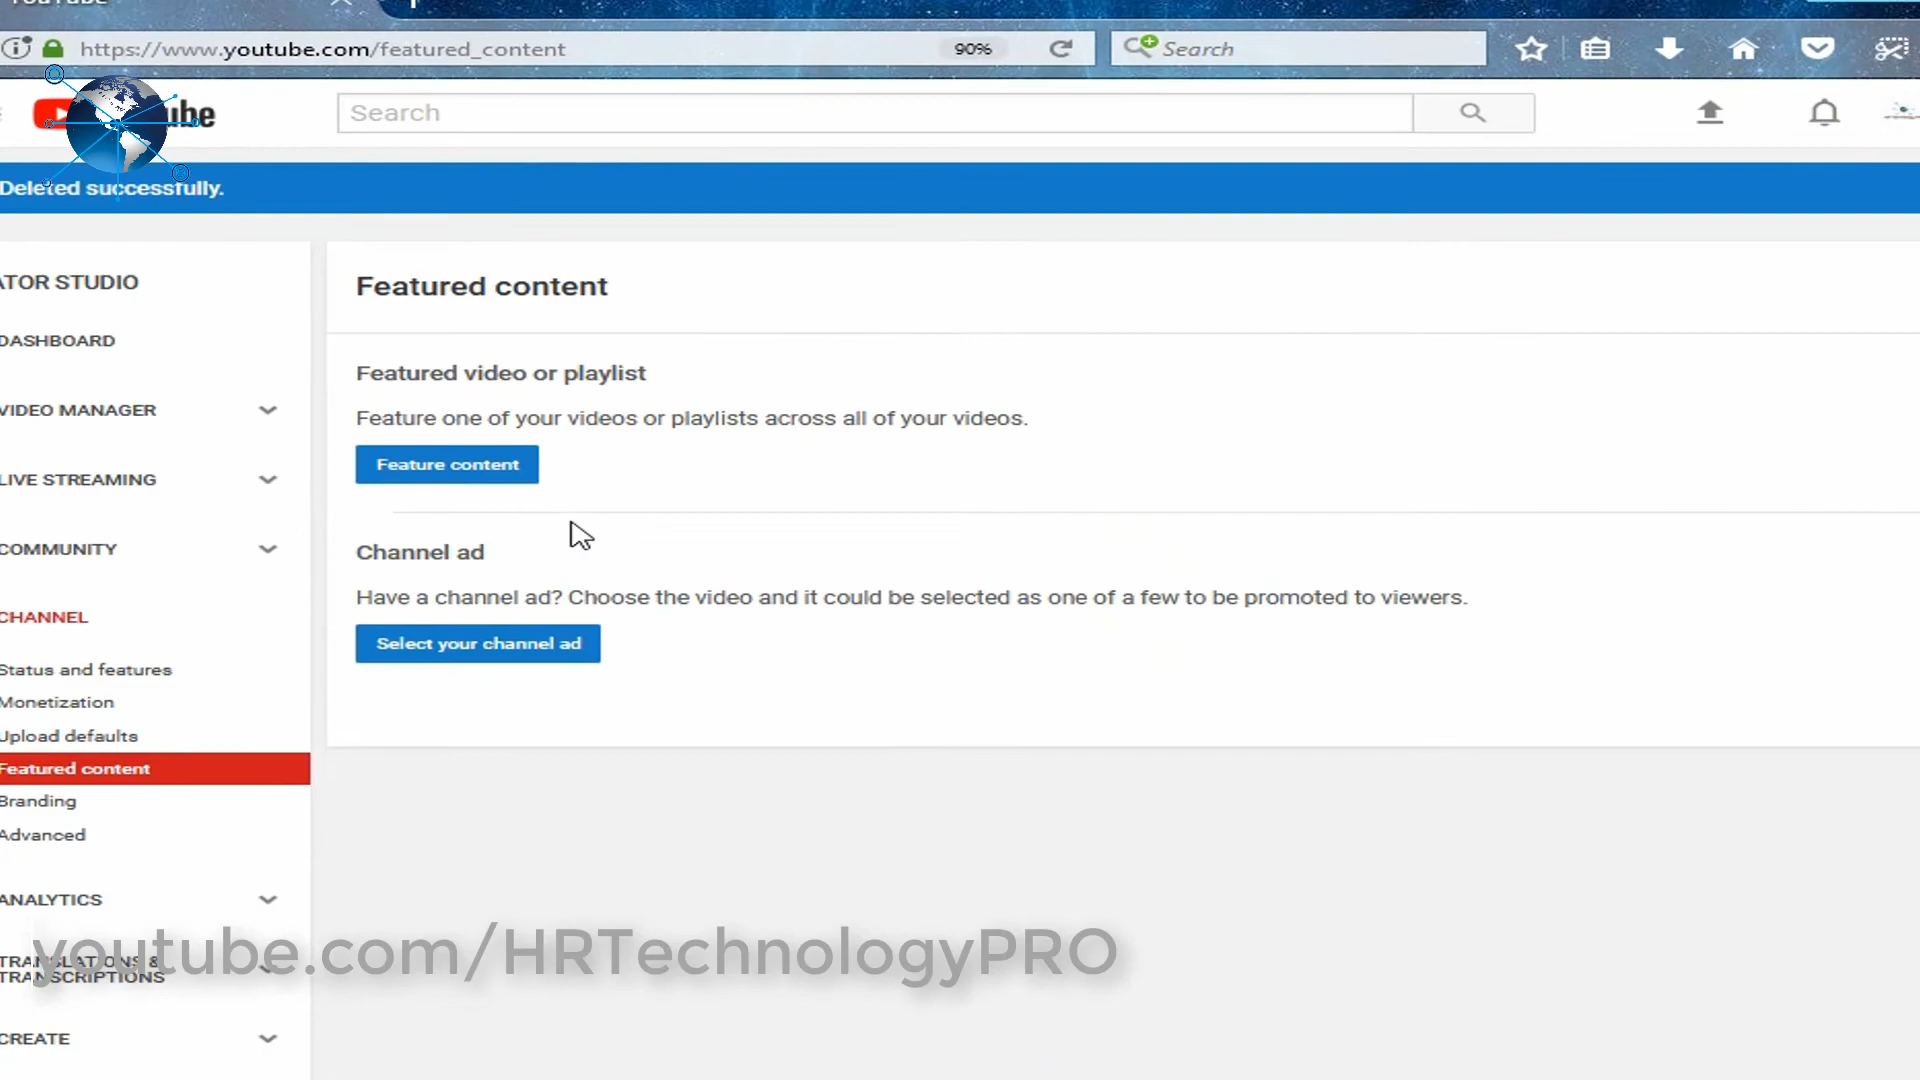 https://www.youtube.com/featured_content
90%
Search
Search
Deleted successfully.
ATOR STUDIO
DASHBOARD
VIDEO MANAGER
LIVE STREAMING
COMMUNITY
CHANNEL
Status and features
Monetization
Upload defaults
Featured content
Branding
Advanced
ANALYTICS
TRANSLATIONS &
TRANSCRIPTIONS
CREATE
Featured content
Featured video or playlist
Feature one of your videos or playlists across all of your videos.
Feature content
Channel ad
Have a channel ad? Choose the video and it could be selected as one of a few to be promoted to viewers.
Select your channel ad
youtube.com/HRTechnologyPRO